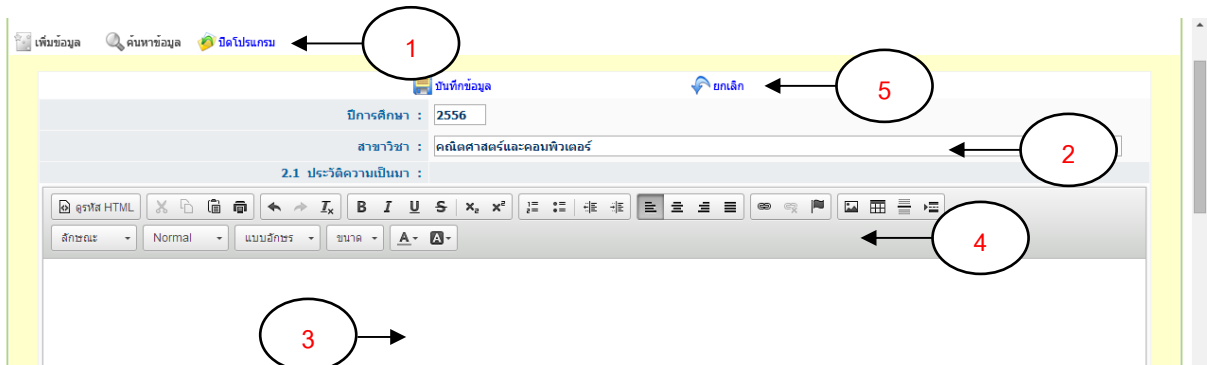 เพิ่มข้อมูล ค้นหาข้อมูล ปิดโปรแกรม 1
บันทึกข้อมูล ยกเลิก 5
ปีการศึกษา : 2556
สาขาวิชา : คณิตศาสตร์และคอมพิวเตอร์ 2
2.1 ประวัติความเป็นมา :
ดูรหัส HTML B I U S x₂ x²
ลักษณะ Normal แบบอักษร ขนาด A A 4
3